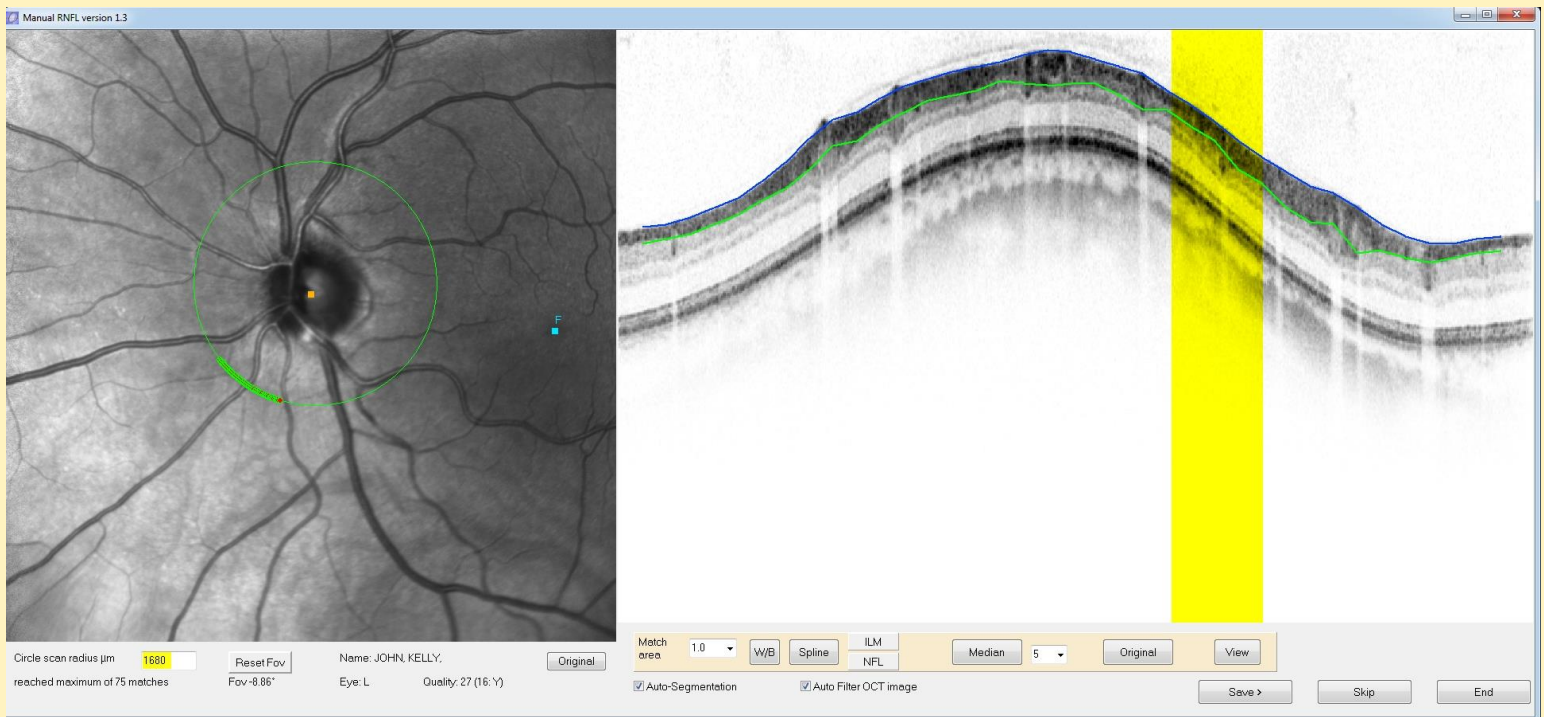 Manual RNFL version 1.3
F
Circle scan radius µm 1680 Reset Fov Name: JOHN, KELLY, Original
reached maximum of 75 matches Fov -8.86° Eye: L Quality: 27 (16: Y)
Match area 1.0 W/B Spline ILM NFL Median 5 Original View
Auto-Segmentation Auto Filter OCT image Save > Skip End